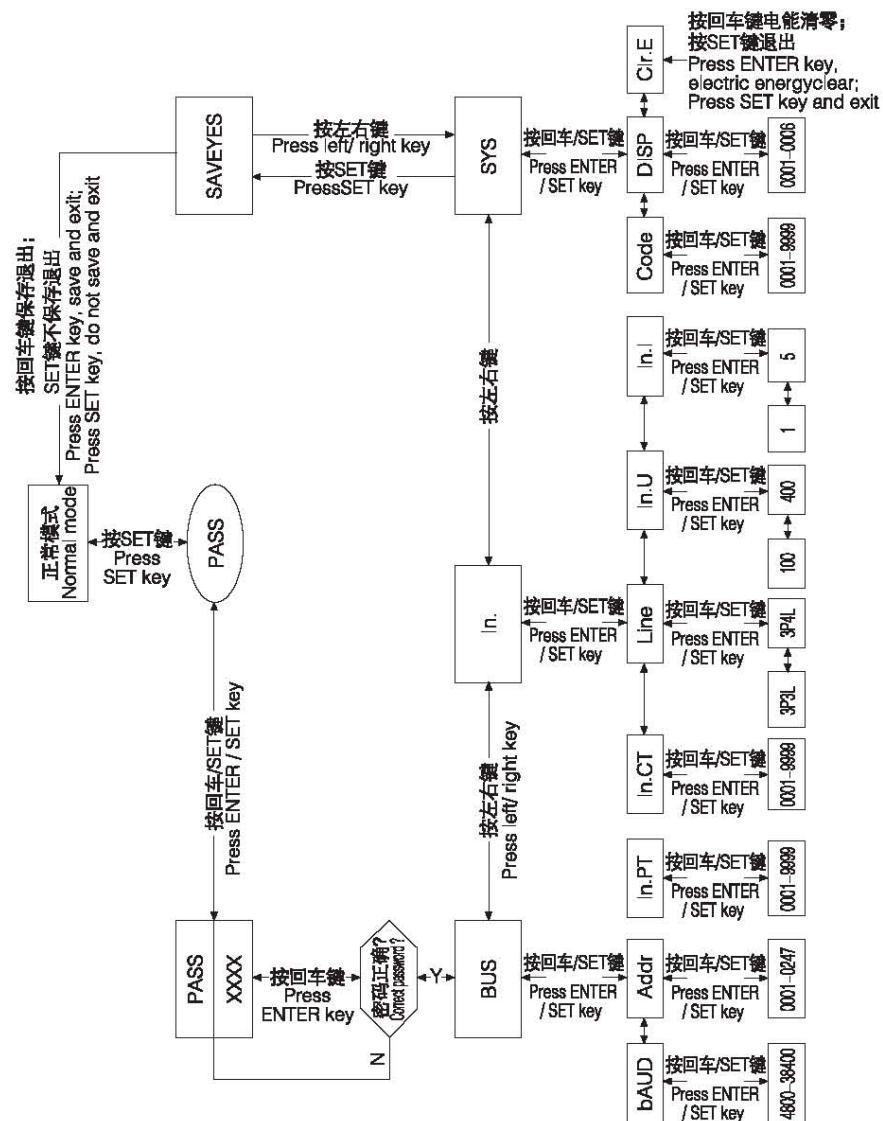 按回车键电能清零；
按SET键退出
Press ENTER key,
electric energyclear;
Press SET key and exit
Clr.E
SAVEYES
按左右键
Press left/ right key
按SET键
PressSET key
SYS
按回车/SET键
Press ENTER
/ SET key
DISP
按回车/SET键
Press ENTER
/ SET key
0001-0006
按回车键保存退出；
SET键不保存退出
Press ENTER key, save and exit;
Press SET key, do not save and exit
Code
按回车/SET键
Press ENTER
/ SET key
0001-9999
按左右键
In.I
按回车/SET键
Press ENTER
/ SET key
5
1
正常模式
Normal mode
按SET键
Press
SET key
PASS
In.U
按回车/SET键
Press ENTER
/ SET key
400
100
In.
按回车/SET键
Press ENTER
/ SET key
Line
按回车/SET键
Press ENTER
/ SET key
3P4L
3P3L
按回车/SET键
Press ENTER / SET key
按左右键
Press left/ right key
In.CT
按回车/SET键
Press ENTER
/ SET key
0001-9999
In.PT
按回车/SET键
Press ENTER
/ SET key
0001-9999
PASS
XXXX
按回车键
Press
ENTER key
密码正确?
Correct password ?
Y
N
BUS
按回车/SET键
Press ENTER
/ SET key
Addr
按回车/SET键
Press ENTER
/ SET key
0001-0247
bAUD
按回车/SET键
Press ENTER
/ SET key
4800-38400